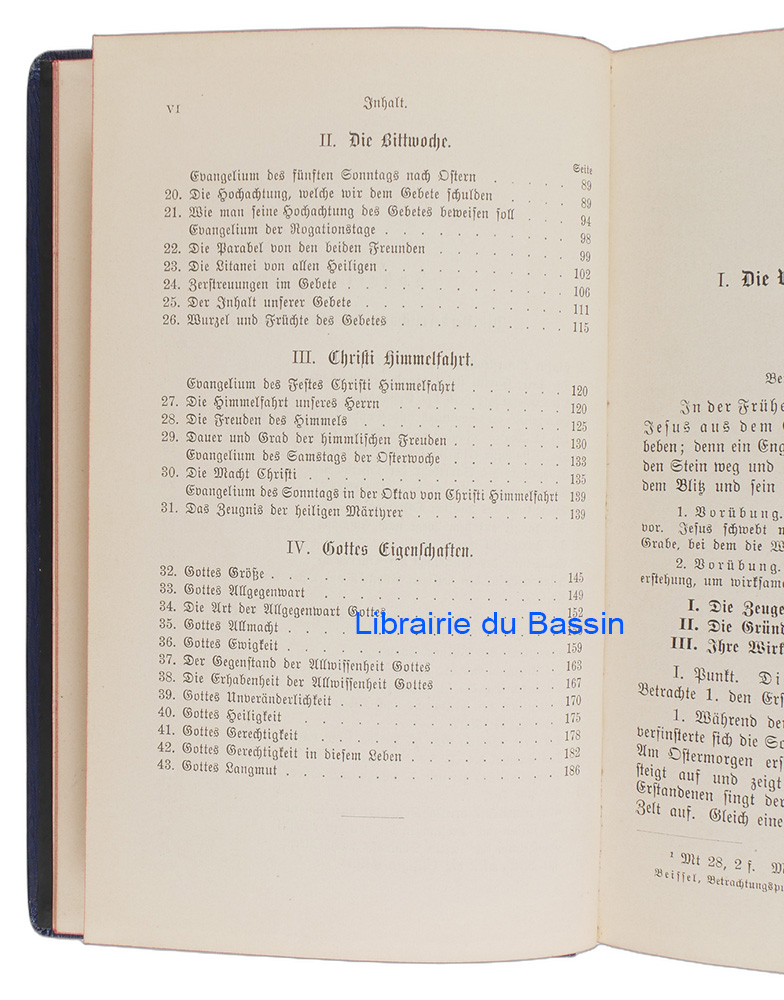 VI
Inhalt.
II. Die Bittwoche.
Seite
Evangelium des fünften Sonntags nach Ostern . . . . . 89
20. Die Hochachtung, welche wir dem Gebete schulden . . . . 89
21. Wie man seine Hochachtung des Gebetes beweisen soll . . . 94
Evangelium der Rogationstage . . . . . . . . . . 98
22. Die Parabel von den beiden Freunden . . . . . . . . 99
23. Die Litanei von allen Heiligen . . . . . . . . . . 102
24. Zerstreuungen im Gebete . . . . . . . . . . . . 106
25. Der Inhalt unserer Gebete . . . . . . . . . . . 111
26. Wurzel und Früchte des Gebetes . . . . . . . . . 115
III. Christi Himmelfahrt.
Evangelium des Festes Christi Himmelfahrt . . . . . . 120
27. Die Himmelfahrt unseres Herrn . . . . . . . . . 120
28. Die Freuden des Himmels . . . . . . . . . . . 125
29. Dauer und Grad der himmlischen Freuden . . . . . . . 130
Evangelium des Samstags der Osterwoche . . . . . . . 133
30. Die Macht Christi . . . . . . . . . . . . . 135
Evangelium des Sonntags in der Oktav von Christi Himmelfahrt 139
31. Das Zeugnis der heiligen Märtyrer . . . . . . . . 139
IV. Gottes Eigenschaften.
32. Gottes Größe . . . . . . . . . . . . . . . 145
33. Gottes Allgegenwart . . . . . . . . . . . . . 149
34. Die Art der Allgegenwart Gottes . . . . . . . . . 152
35. Gottes Allmacht . . . . . . . . . . . . . .
36. Gottes Ewigkeit . . . . . . . . . . . . . . 159
37. Der Gegenstand der Allwissenheit Gottes . . . . . . . 163
38. Die Erhabenheit der Allwissenheit Gottes . . . . . . 167
39. Gottes Unveränderlichkeit . . . . . . . . . . . 170
40. Gottes Heiligkeit . . . . . . . . . . . . . 175
41. Gottes Gerechtigkeit . . . . . . . . . . . . 178
42. Gottes Gerechtigkeit in diesem Leben . . . . . . . . 182
43. Gottes Langmut . . . . . . . . . . . . . . 186
Librairie du Bassin
I. Die
Be
In der Frühe
Jesus aus dem
beben; denn ein Eng
den Stein weg und
dem Blitz und sein
1. Vorübung.
vor. Jesus schwebt
Grabe, bei dem die W
2. Vorübung.
erstehung, um wirksame
I. Die Zeuge
II. Die Gründ
III. Ihre Wirk
I. Punkt. Di
Betrachte 1. den Ers
1. Während de
verfinsterte sich die So
Am Ostermorgen ers
steigt auf und zeigt
Erstandenen singt der
Zelt auf. Gleich eine
¹ Mt 28, 2 f. M
Beissel, Betrachtungspu